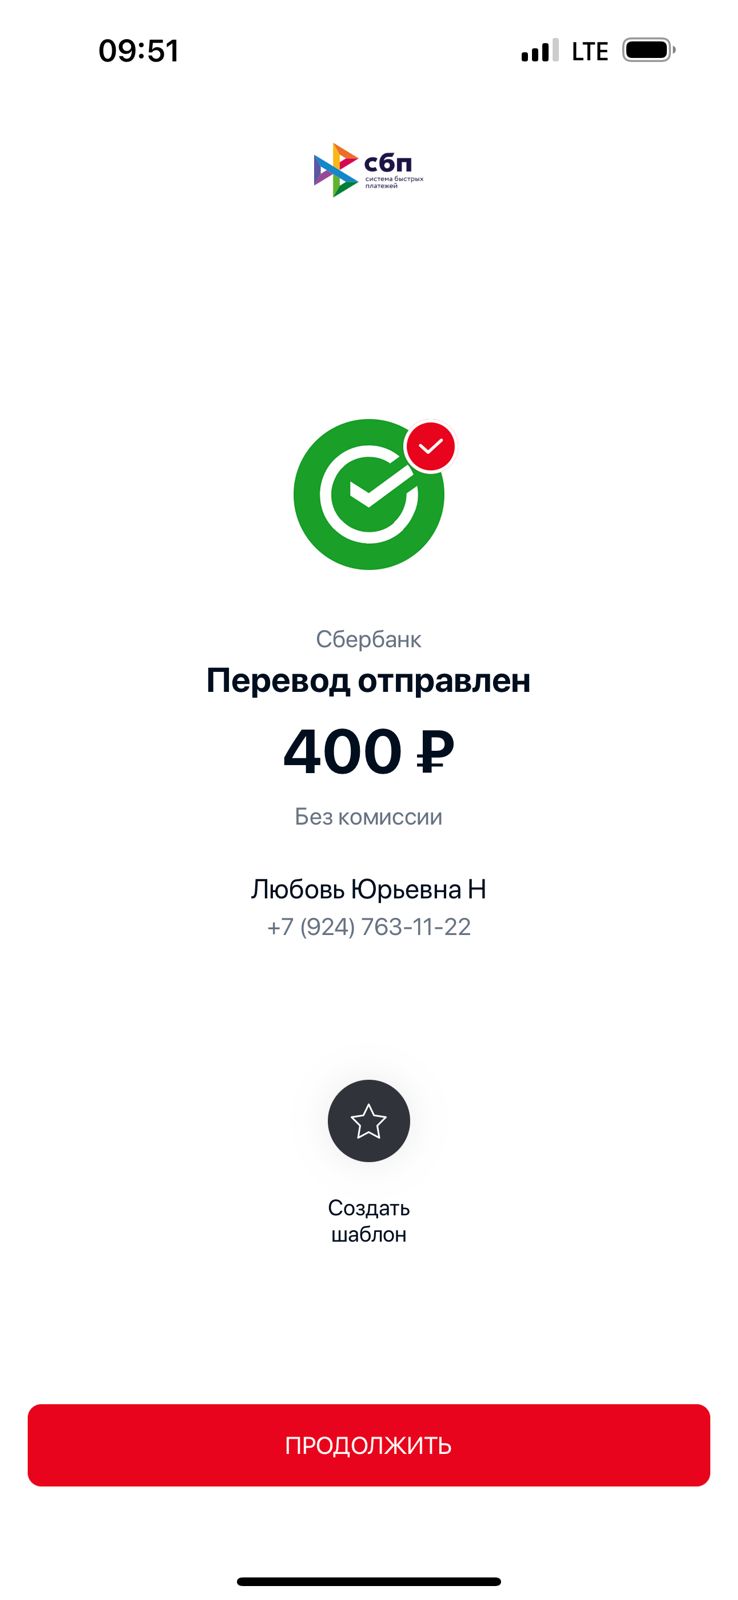 09:51
LTE
сбп
система быстрых
платежей
Сбербанк
Перевод отправлен
400 ₽
Без комиссии
Любовь Юрьевна Н
+7 (924) 763-11-22
Создать
шаблон
ПРОДОЛЖИТЬ